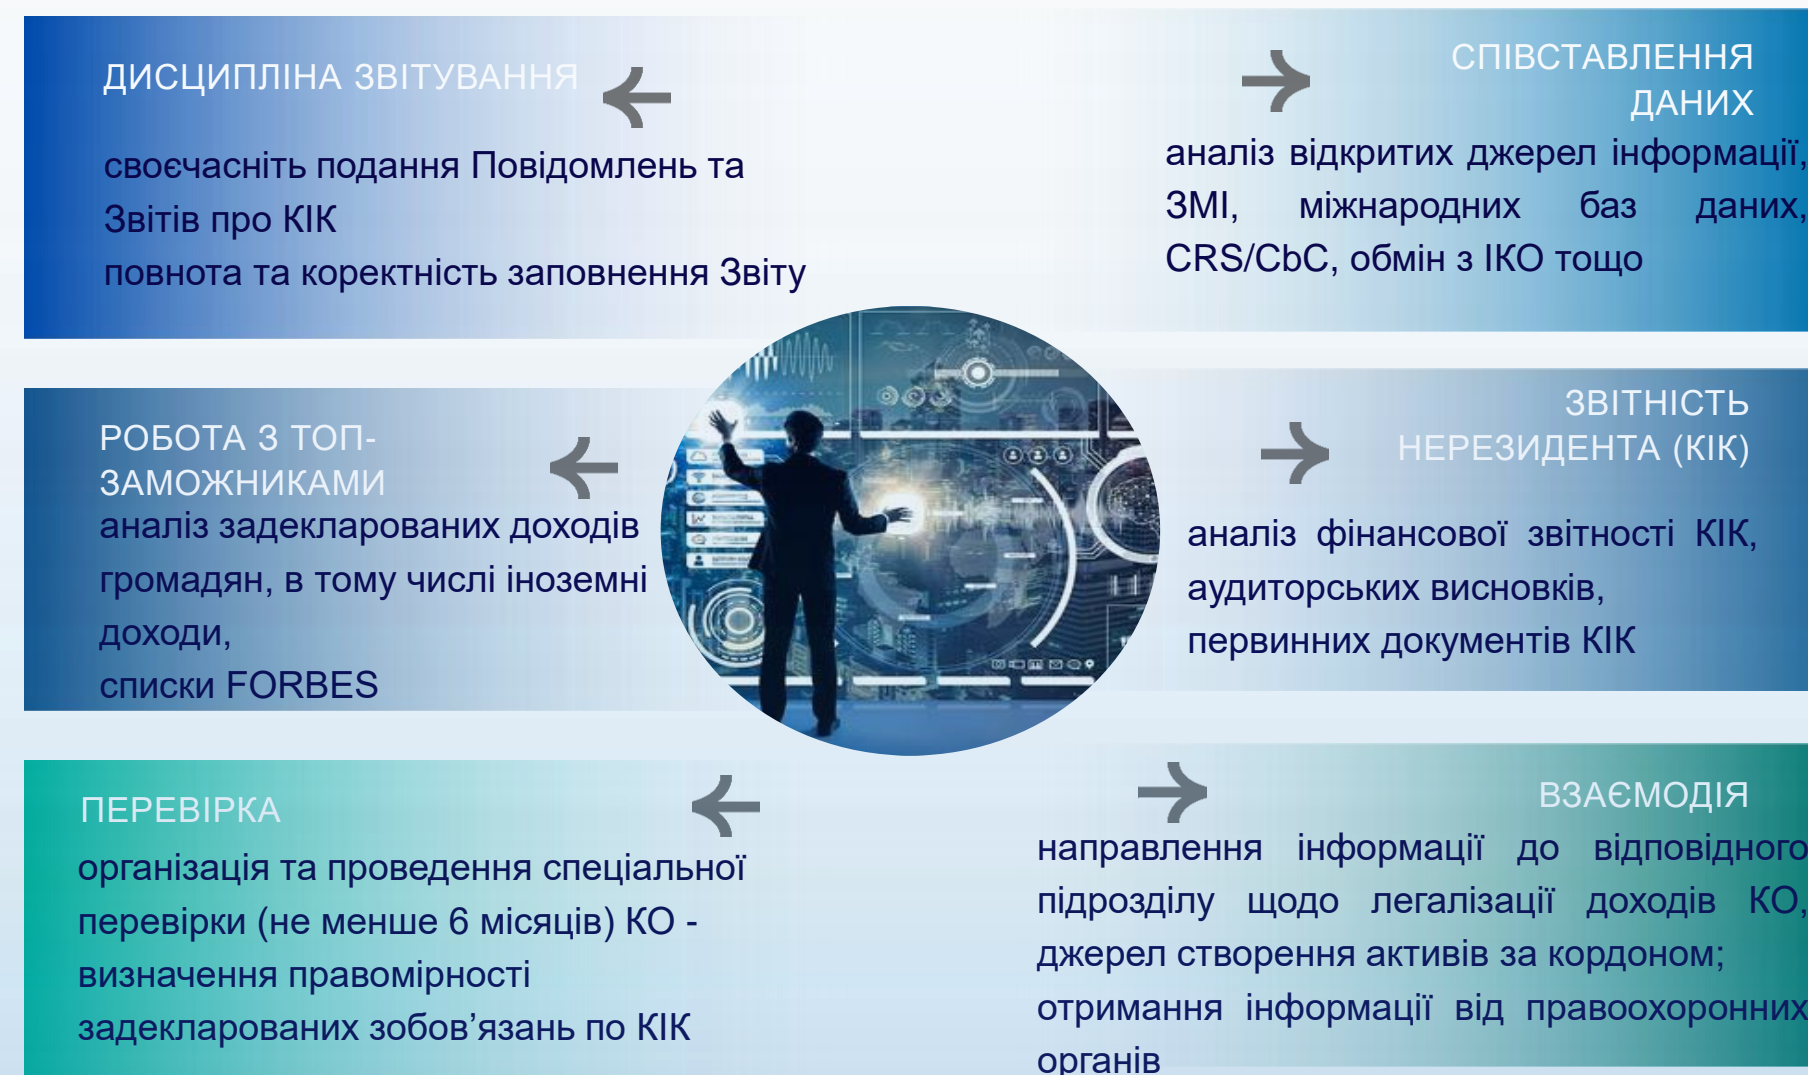 ДИСЦИПЛІНА ЗВІТУВАННЯ
своєчасніть подання Повідомлень та
Звітів про КІК
повнота та коректність заповнення Звіту
СПІВСТАВЛЕННЯ
ДАНИХ
аналіз відкритих джерел інформації,
ЗМІ, міжнародних баз даних,
CRS/CbC, обмін з ІКО тощо
РОБОТА З ТОП-
ЗАМОЖНИКАМИ
аналіз задекларованих доходів
громадян, в тому числі іноземні
доходи,
списки FORBES
ЗВІТНІСТЬ
НЕРЕЗИДЕНТА (КІК)
аналіз фінансової звітності КІК,
аудиторських висновків,
первинних документів КІК
ПЕРЕВІРКА
організація та проведення спеціальної
перевірки (не менше 6 місяців) КО -
визначення правомірності
задекларованих зобов’язань по КІК
ВЗАЄМОДІЯ
направлення інформації до відповідного
підрозділу щодо легалізації доходів КО,
джерел створення активів за кордоном;
отримання інформації від правоохоронних
органів